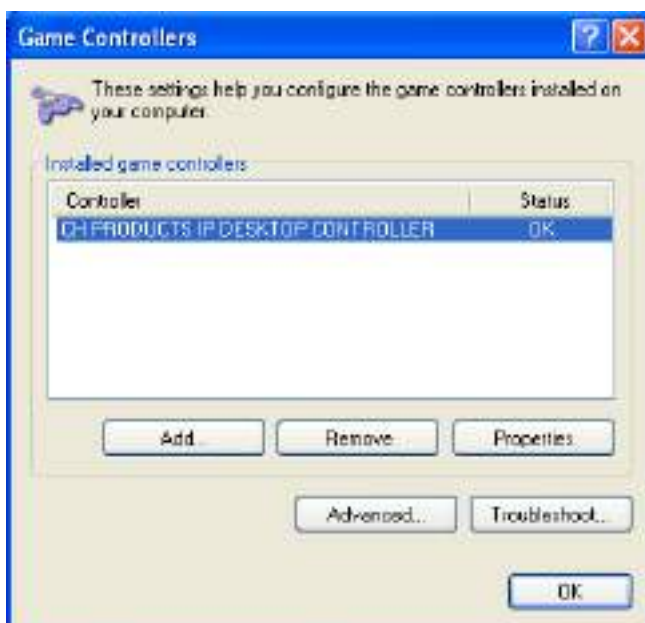 Game Controllers
These settings help you configure the game controllers installed on
your computer.
Installed game controllers
Controller Status
CH PRODUCTS IP DESKTOP CONTROLLER OK
Add... Remove Properties
Advanced... Troubleshoot...
OK